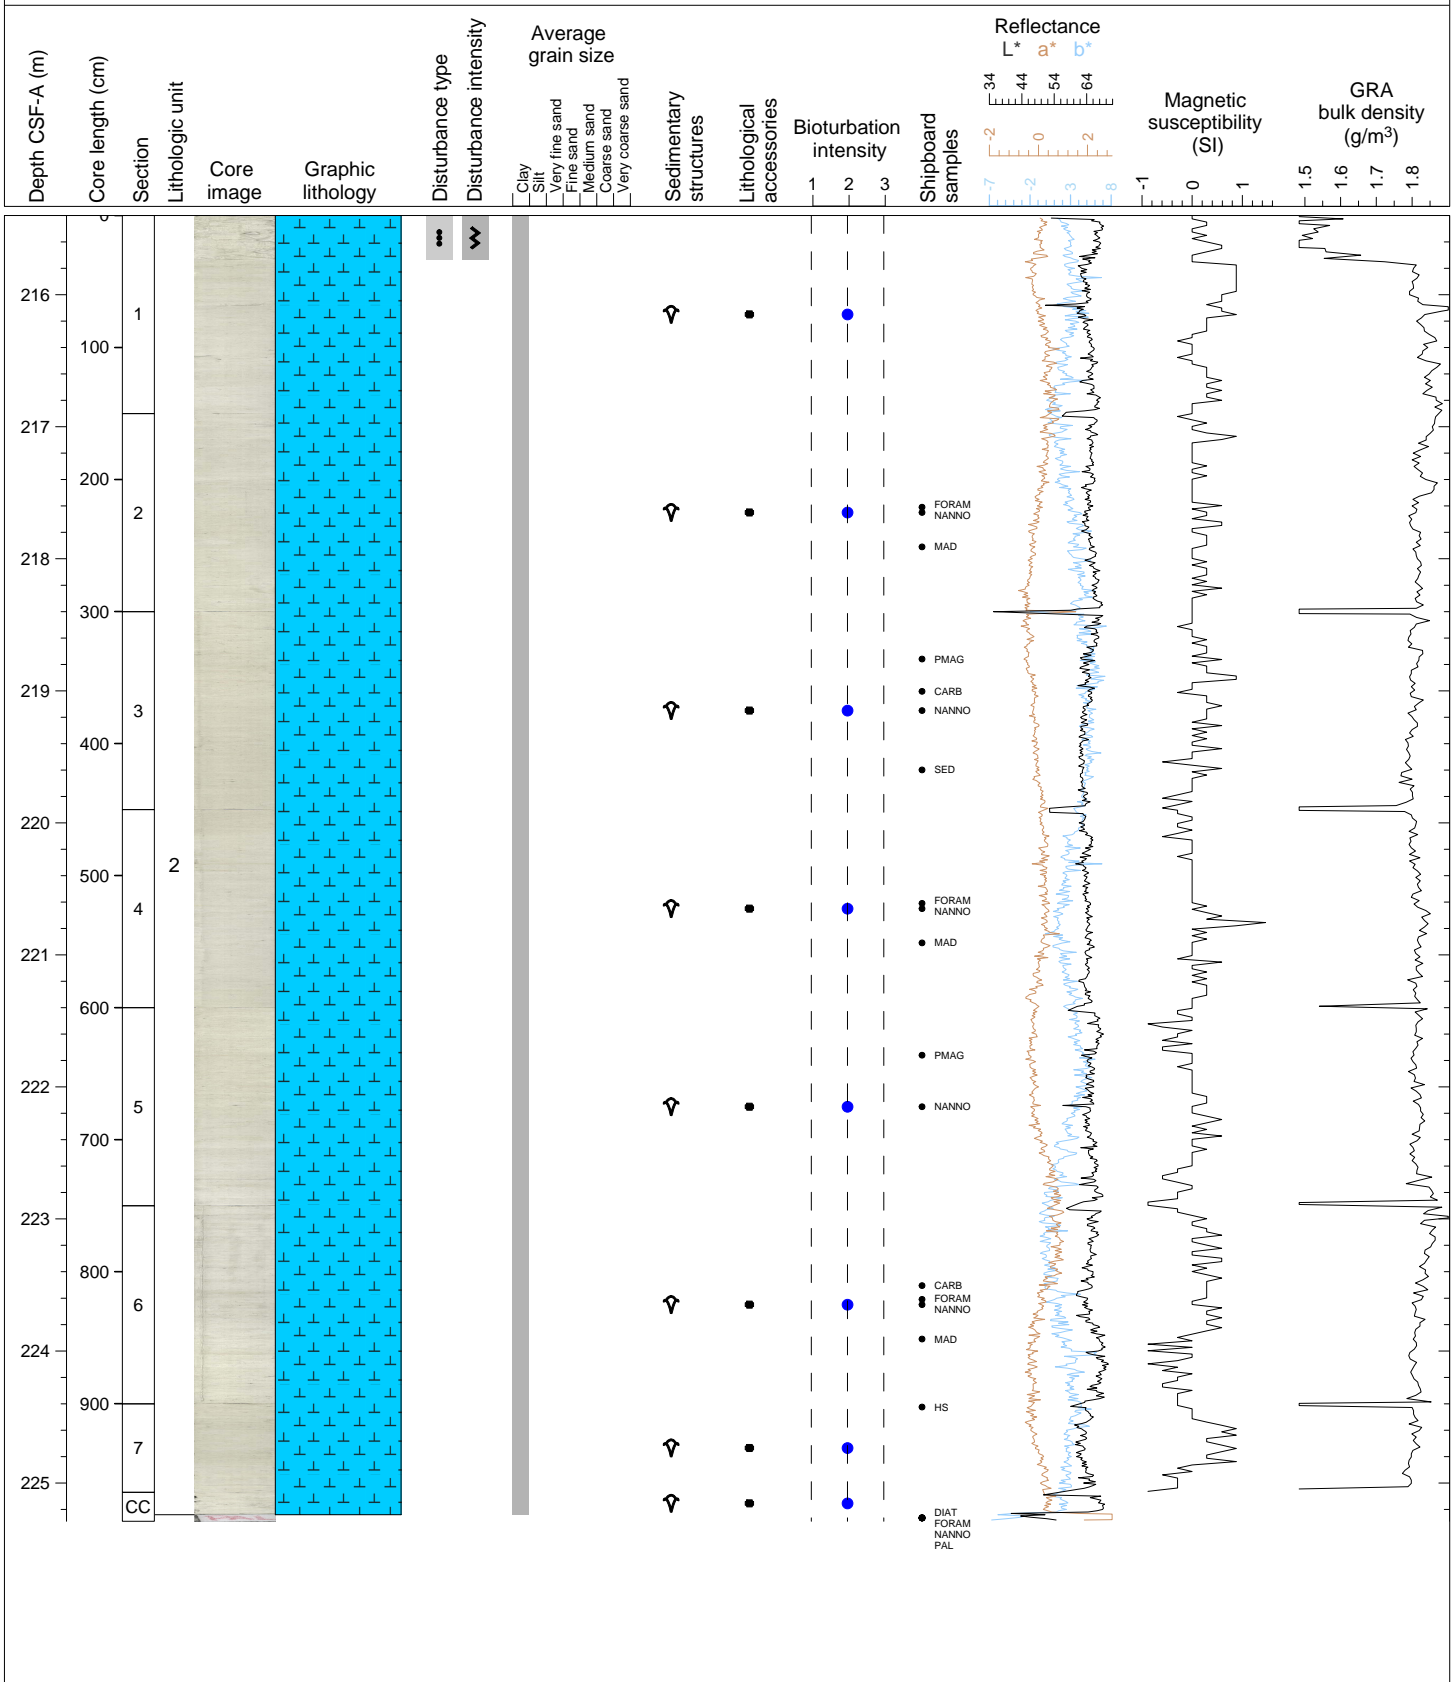 Depth CSF-A (m)
Core length (cm)
Section
Lithologic unit
Core
image
Graphic
lithology
Disturbance type
Disturbance intensity
Average
grain size
Clay
Silt
Very fine sand
Fine sand
Medium sand
Coarse sand
Very coarse sand
Sedimentary
structures
Lithological
accessories
Bioturbation
intensity
1 2 3
Shipboard
samples
Reflectance
L* a* b*
34 44 54 64
-2 0 2
-7 -2 3 8
Magnetic
susceptibility
(SI)
-1 0 1
GRA
bulk density
(g/m³)
1.5 1.6 1.7 1.8
0
216
1
100
217
200
2
FORAM
NANNO
MAD
218
300
PMAG
219
CARB
3
NANNO
400
SED
220
2
500
4
FORAM
NANNO
MAD
221
600
PMAG
222
5
NANNO
700
223
800
CARB
6
FORAM
NANNO
MAD
224
900
HS
7
225
CC
DIAT
FORAM
NANNO
PAL